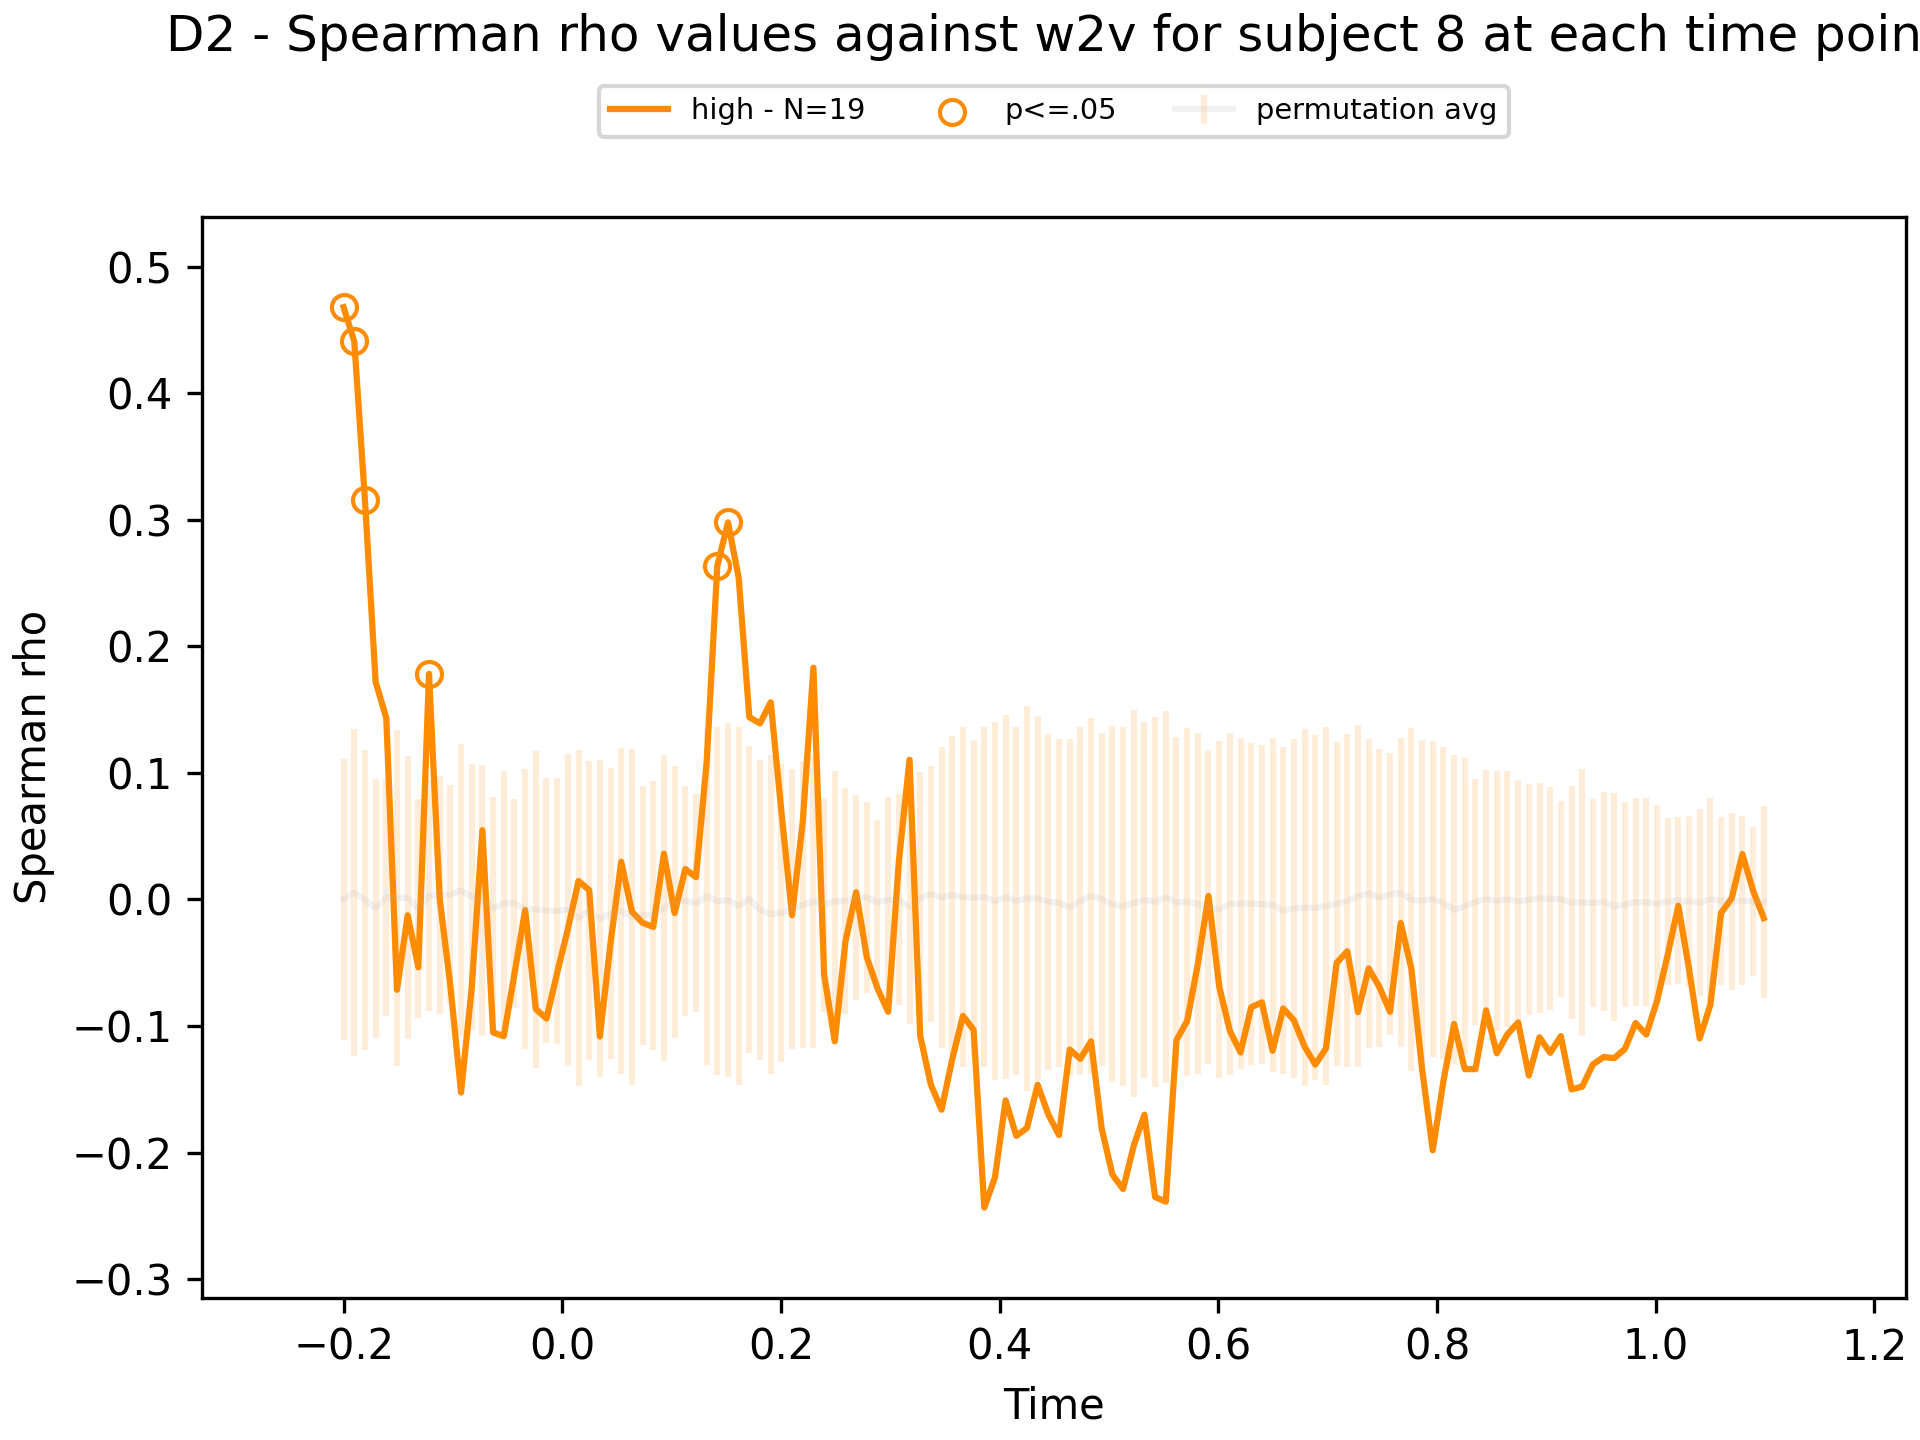 D2 - Spearman rho values against w2v for subject 8 at each time poin
high - N=19 p<=.05 permutation avg
0.5
0.4
0.3
0.2
0.1
0.0
−0.1
−0.2
−0.3
Spearman rho
−0.2 0.0 0.2 0.4 0.6 0.8 1.0 1.2
Time